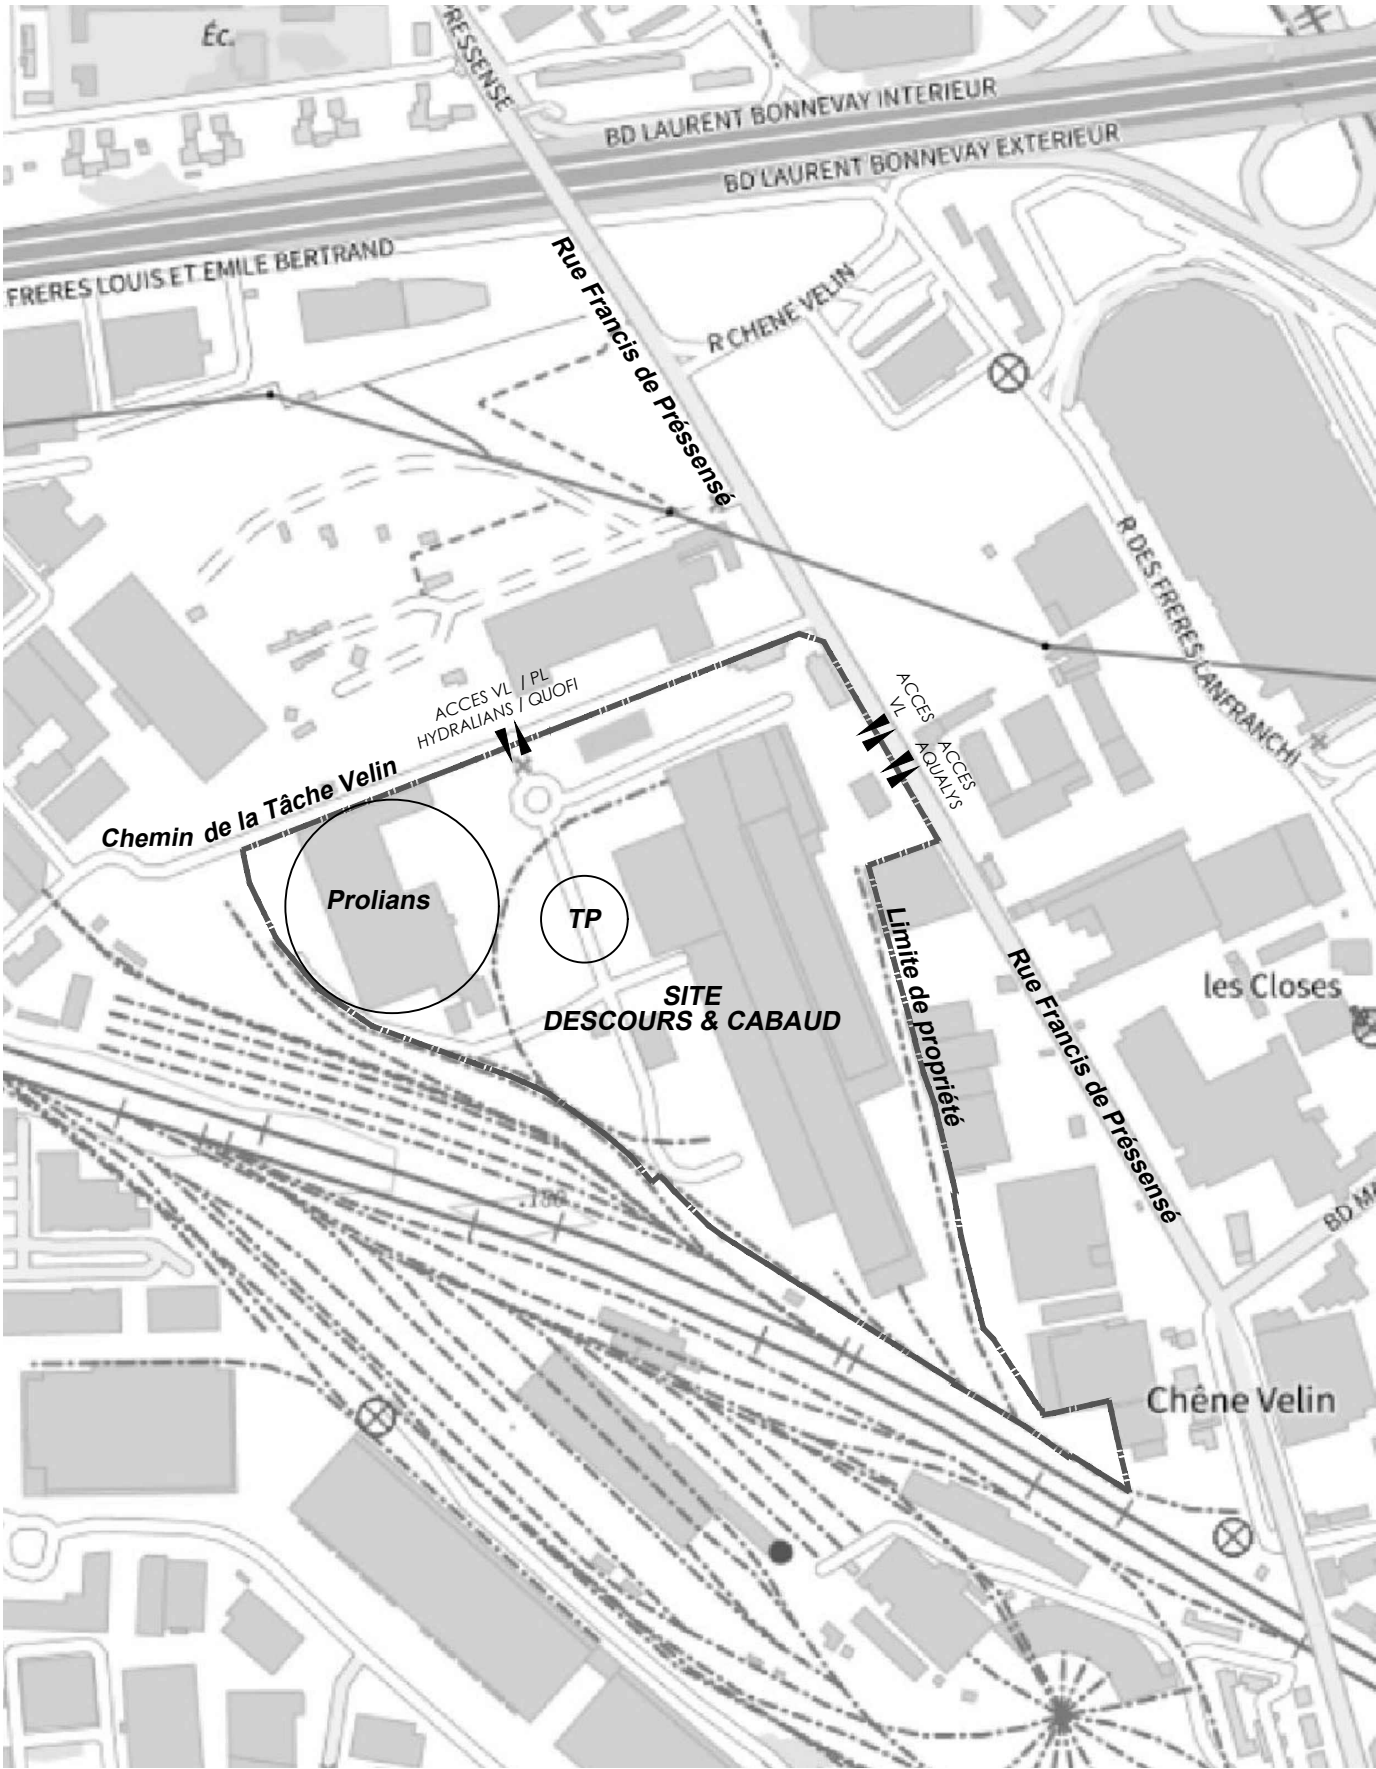 Éc.
RESSENSE
BD LAURENT BONNEVAY INTERIEUR
BD LAURENT BONNEVAY EXTERIEUR
FRERES LOUIS ET EMILE BERTRAND
Rue Francis de Préssensé
R CHENE VELIN
R DES FRERES LANFRANCHI
ACCES VL / PL
HYDRALIANS / QUOFI
ACCES
VL
ACCES
AQUALYS
Chemin de la Tâche Velin
Prolians
TP
SITE
DESCOURS & CABAUD
Limite de propriété
Rue Francis de Préssensé
les Closes
.180
BD MA
Chêne Velin